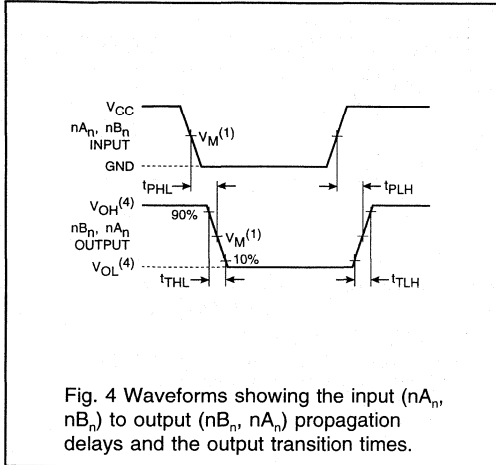 VCC
nAn, nBn
INPUT
VM(1)
GND
tPHL
tPLH
VOH(4)
90%
nBn, nAn
OUTPUT
VM(1)
10%
VOL(4)
tTHL
tTLH
Fig. 4 Waveforms showing the input (nAn,
nBn) to output (nBn, nAn) propagation
delays and the output transition times.